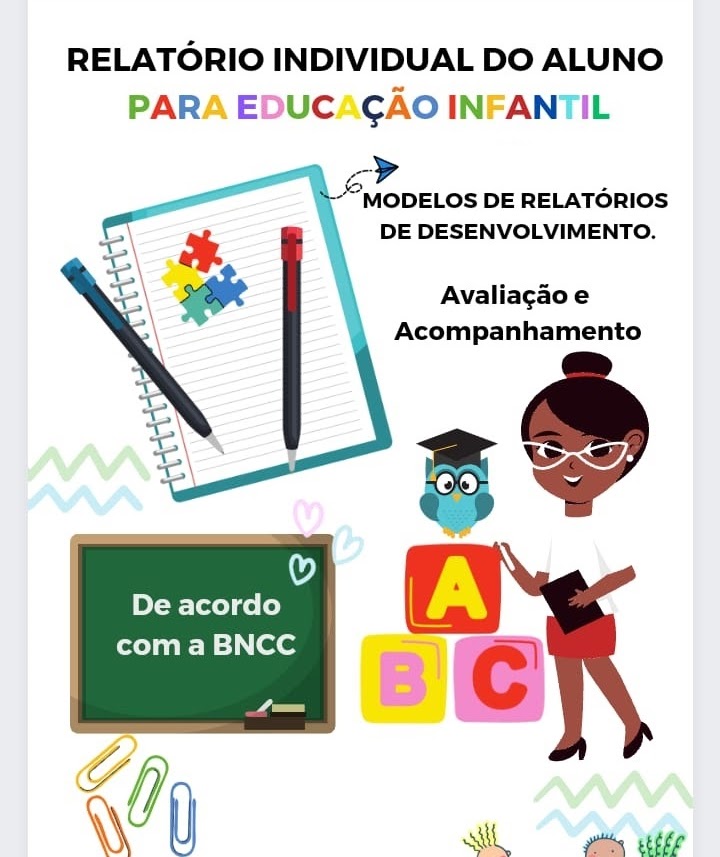 RELATÓRIO INDIVIDUAL DO ALUNO
PARA EDUCAÇÃO INFANTIL
MODELOS DE RELATÓRIOS
DE DESENVOLVIMENTO.
Avaliação e
Acompanhamento
De acordo
com a BNCC
A
B C